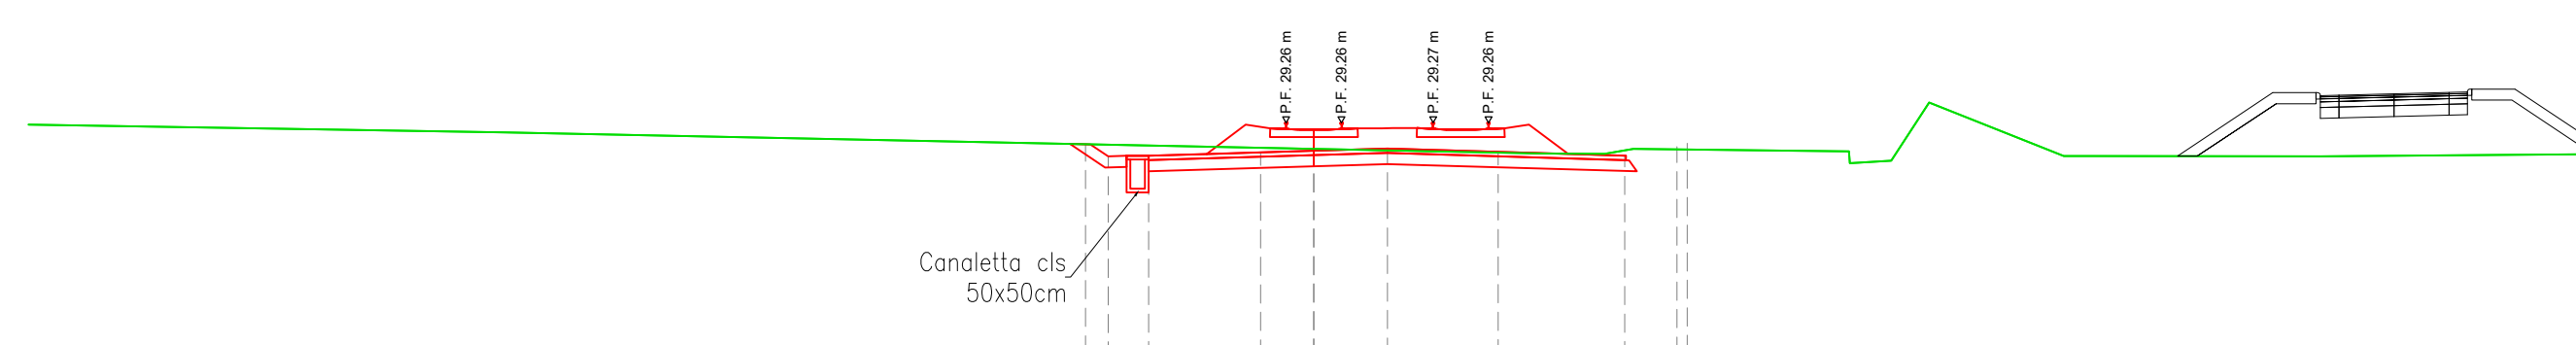 P.F. 29.26 m
P.F. 29.26 m
P.F. 29.27 m
P.F. 29.26 m
Canaletta cls
50x50cm